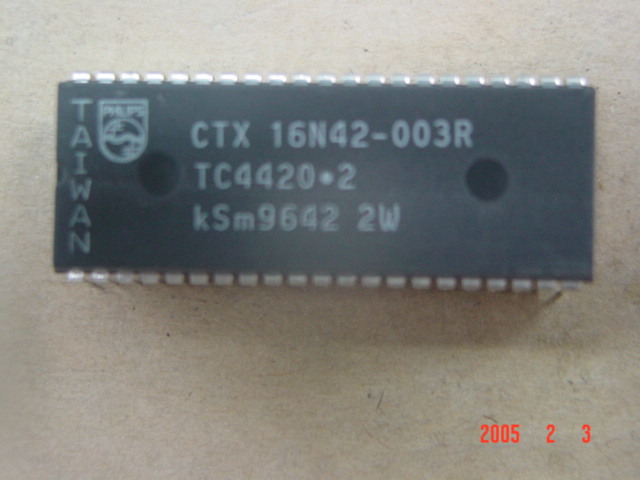 TAIWAN
PHILIPS
CTX 16N42-003R
TC4420•2
kSm9642 2W
2005 2 3